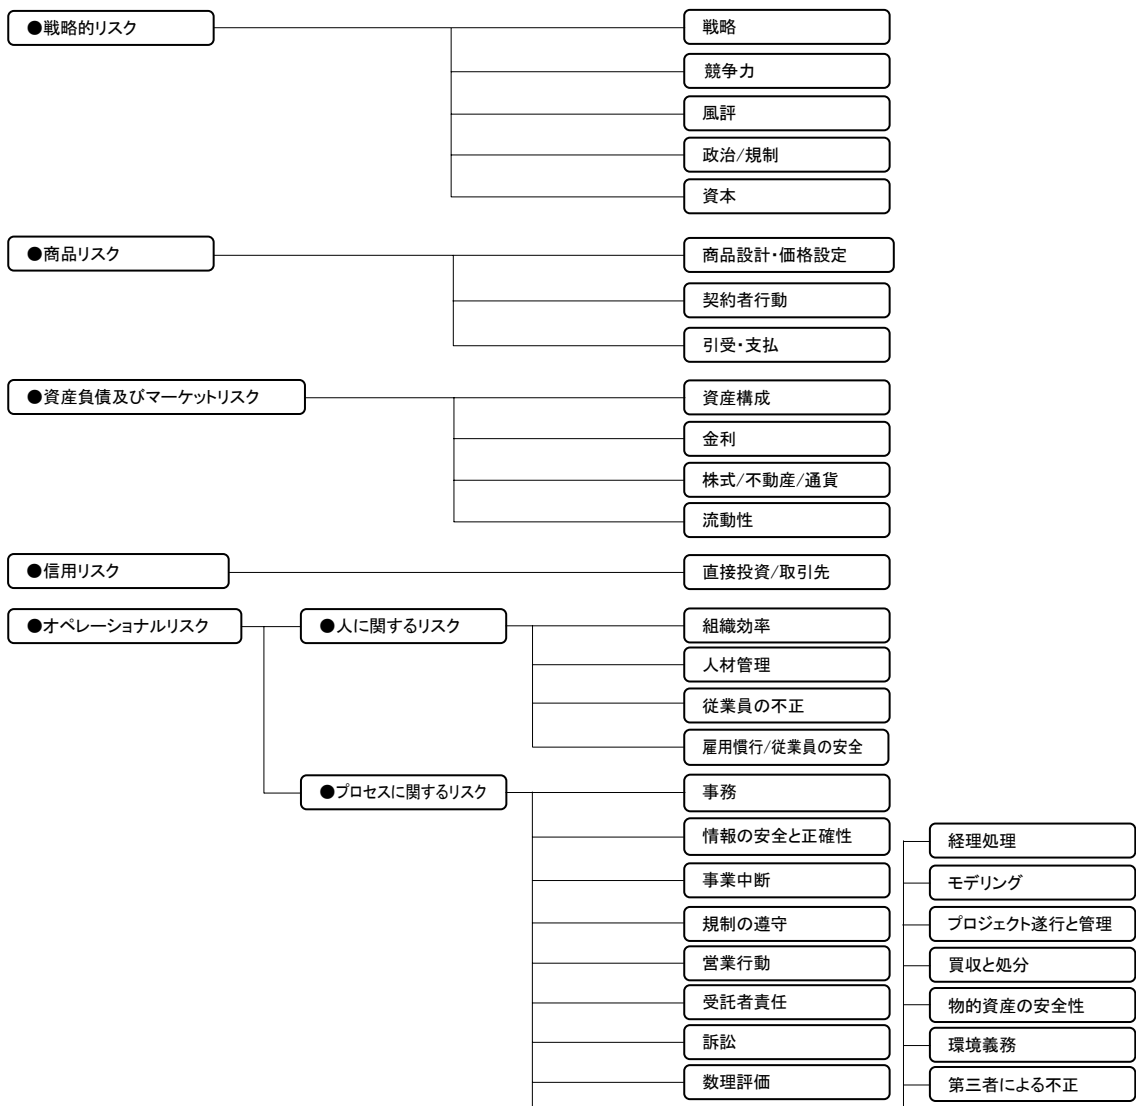 ●戦略的リスク
戦略
競争力
風評
政治/規制
資本
●商品リスク
商品設計・価格設定
契約者行動
引受・支払
●資産負債及びマーケットリスク
資産構成
金利
株式/不動産/通貨
流動性
●信用リスク
直接投資/取引先
●オペレーショナルリスク
●人に関するリスク
組織効率
人材管理
従業員の不正
雇用慣行/従業員の安全
●プロセスに関するリスク
事務
情報の安全と正確性
事業中断
規制の遵守
営業行動
受託者責任
訴訟
数理評価
経理処理
モデリング
プロジェクト遂行と管理
買収と処分
物的資産の安全性
環境義務
第三者による不正